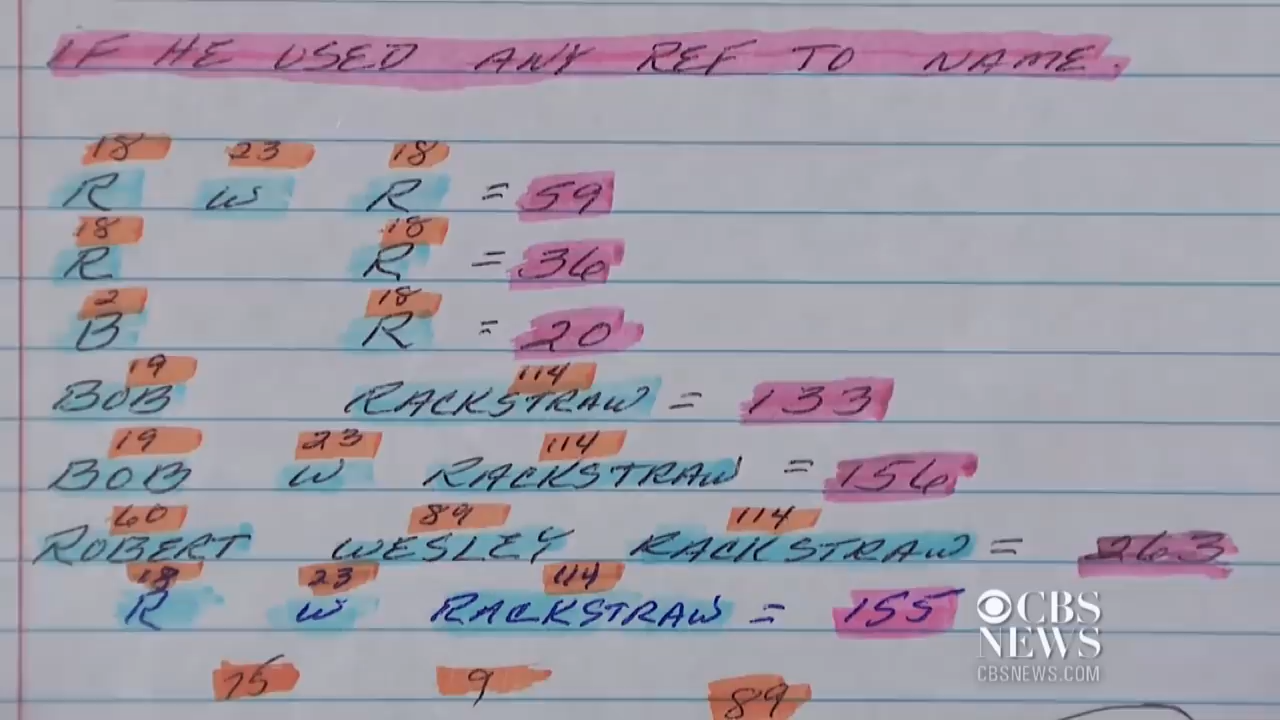 IF HE USED ANY REF TO NAME.
18 23 18
R W R = 59
18 18
R R = 36
2 18
B R = 20
19 114
BOB RACKSTRAW = 133
19 23 114
BOB W RACKSTRAW = 156
60 89 114
ROBERT WESLEY RACKSTRAW = 263
18 23 114
R W RACKSTRAW = 155
CBS
NEWS
CBSNEWS.COM
75 9 89